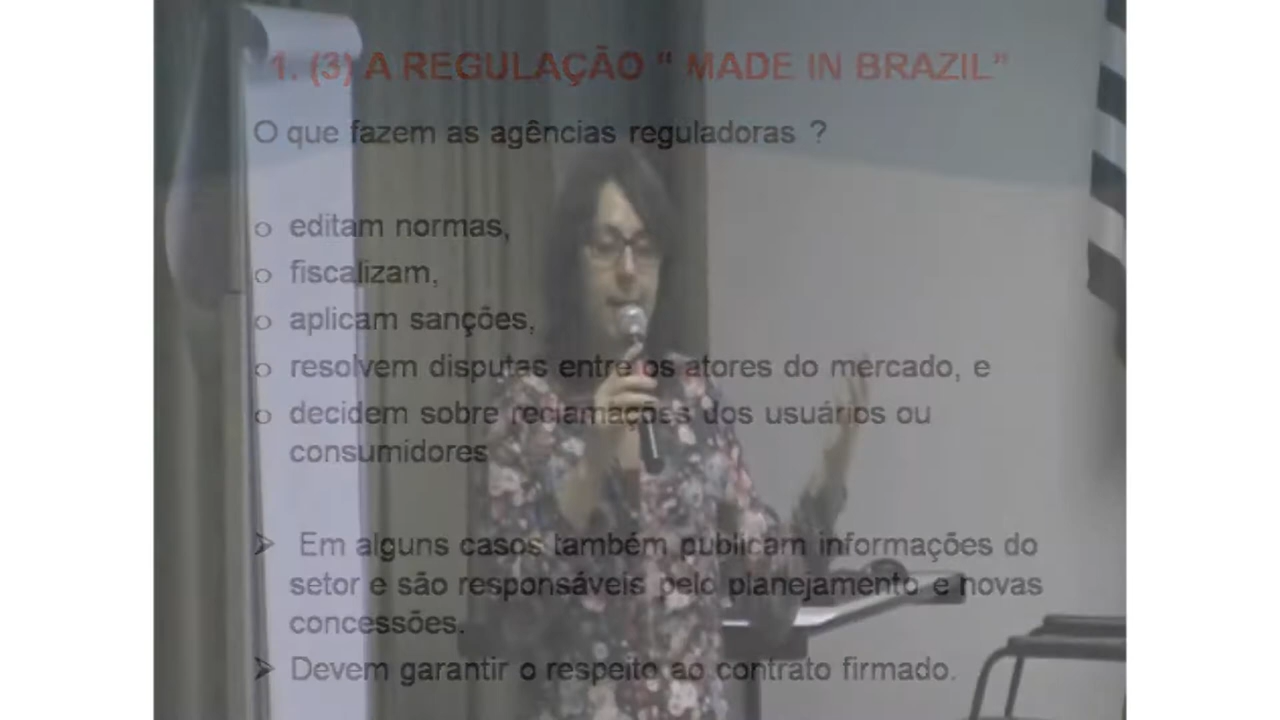 1. (3) A REGULAÇÃO “ MADE IN BRAZIL”
O que fazem as agências reguladoras ?
o editam normas,
o fiscalizam,
o aplicam sanções,
o resolvem disputas entre os atores do mercado, e
o decidem sobre reclamações dos usuários ou
consumidores
➢ Em alguns casos também publicam informações do
setor e são responsáveis pelo planejamento e novas
concessões.
➢ Devem garantir o respeito ao contrato firmado.